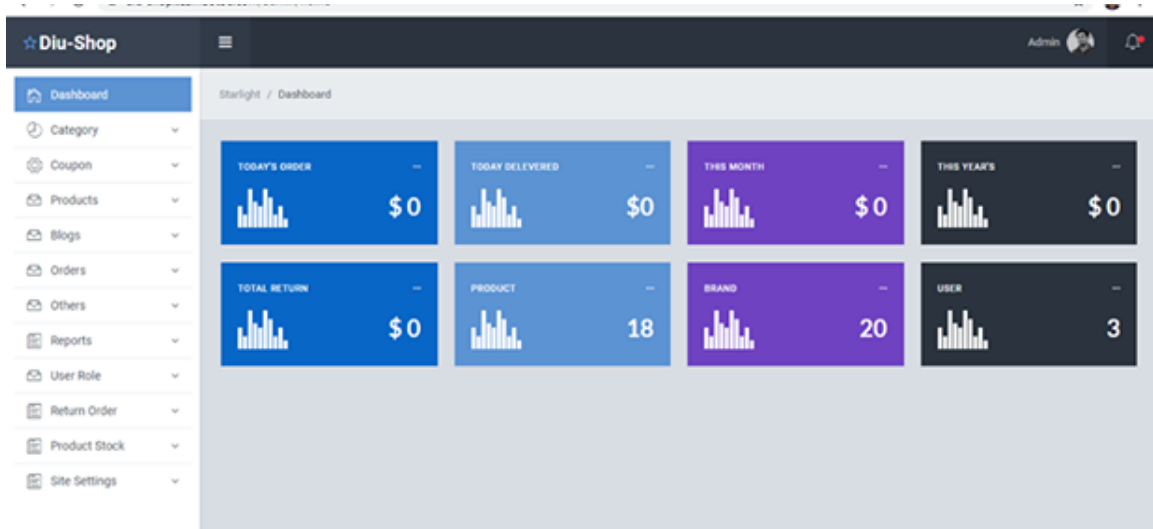 Diu-Shop
Admin
Dashboard
Category
Coupon
Products
Blogs
Orders
Others
Reports
User Role
Return Order
Product Stock
Site Settings
Starlight / Dashboard
TODAY'S ORDER
$ 0
TODAY DELEVERED
$0
THIS MONTH
$ 0
THIS YEAR'S
$ 0
TOTAL RETURN
$ 0
PRODUCT
18
BRAND
20
USER
3